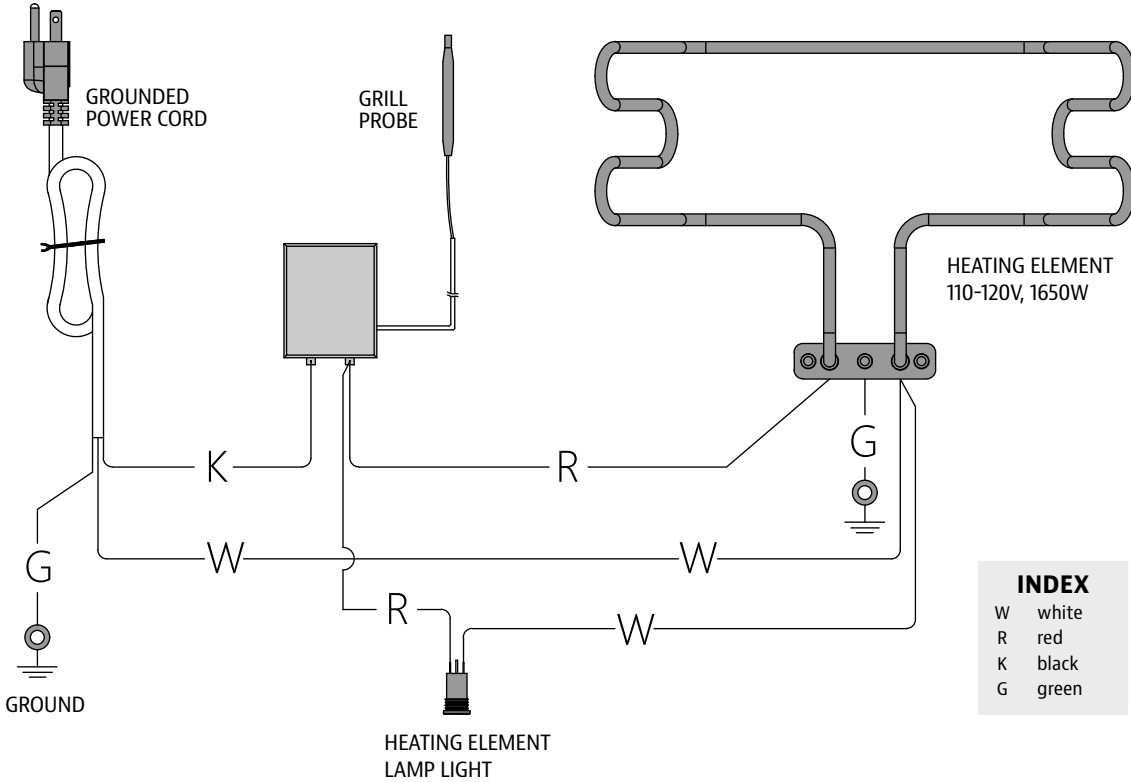 GROUNDED
POWER CORD
GRILL
PROBE
HEATING ELEMENT
110-120V, 1650W
K
R
G
G
W
W
R
W
GROUND
HEATING ELEMENT
LAMP LIGHT
INDEX
W white
R red
K black
G green